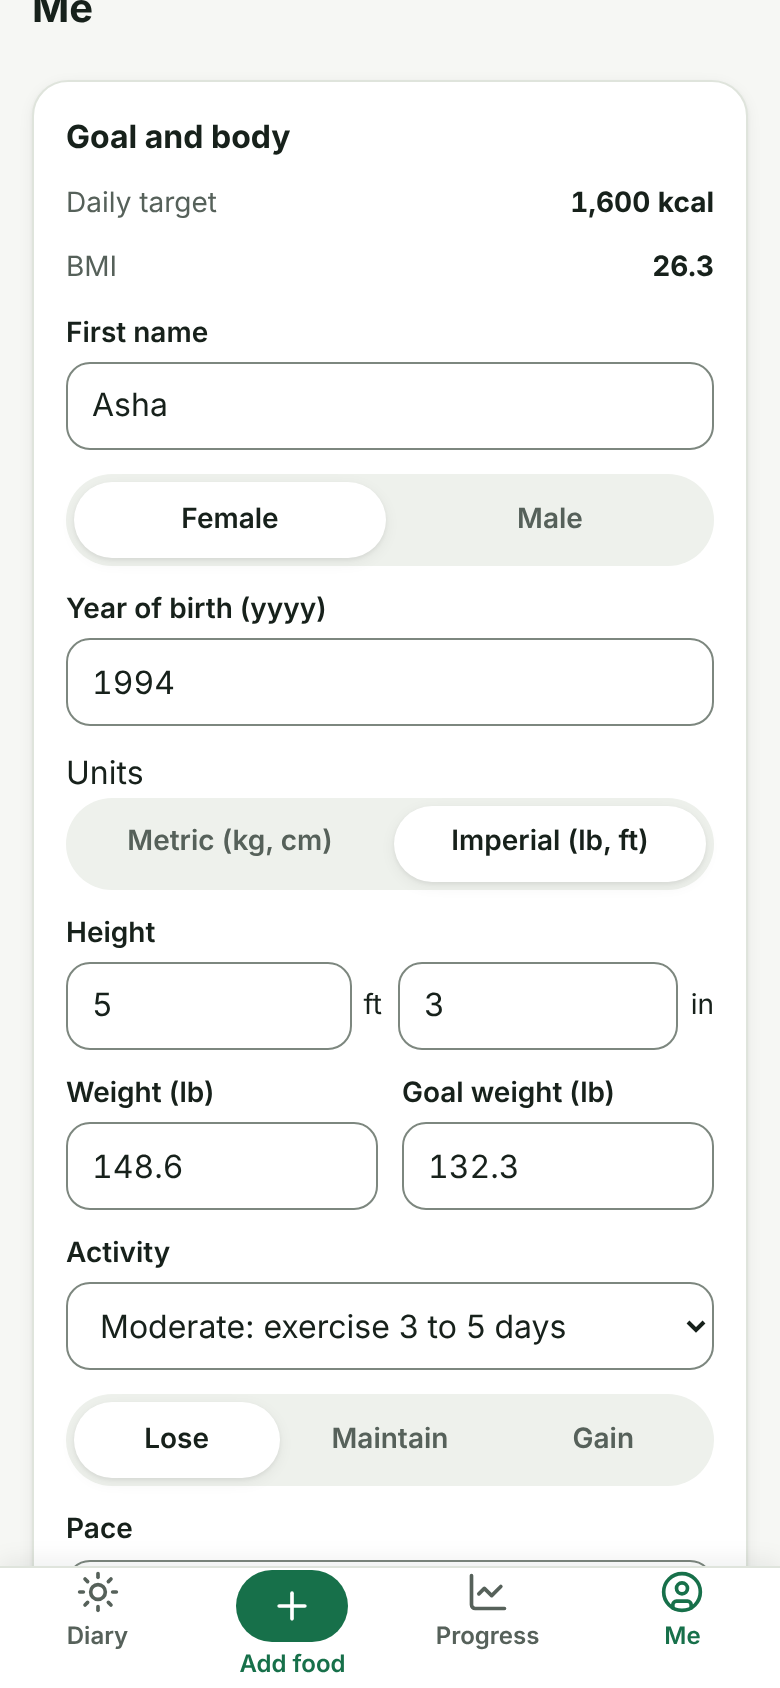 Me
Goal and body
Daily target 1,600 kcal
BMI 26.3
First name
Asha
Female Male
Year of birth (yyyy)
1994
Units
Metric (kg, cm) Imperial (lb, ft)
Height
5 ft 3 in
Weight (lb) Goal weight (lb)
148.6 132.3
Activity
Moderate: exercise 3 to 5 days
Lose Maintain Gain
Pace
Diary Add food Progress Me